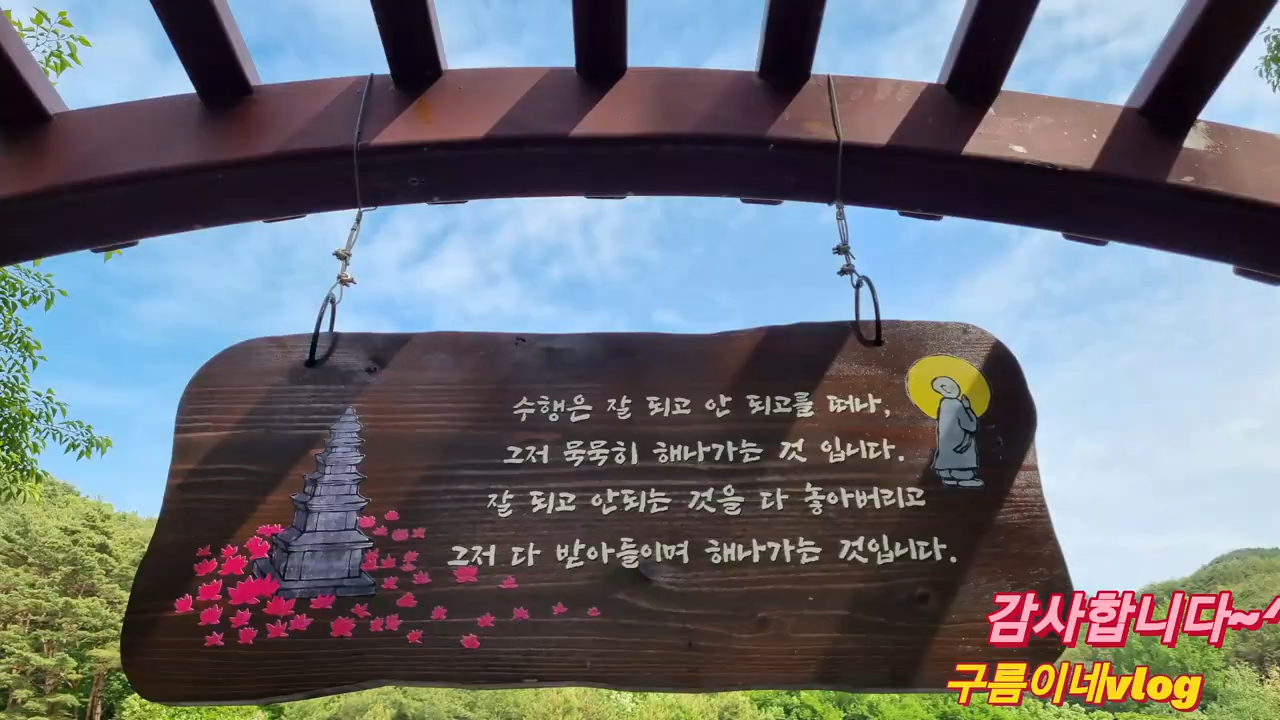 수행은 잘 되고 안 되고를 떠나,
그저 묵묵히 해나가는 것 입니다.
잘 되고 안되는 것을 다 놓아버리고
그저 다 받아들이며 해나가는 것입니다.
감사합니다~^
구름이네vlog